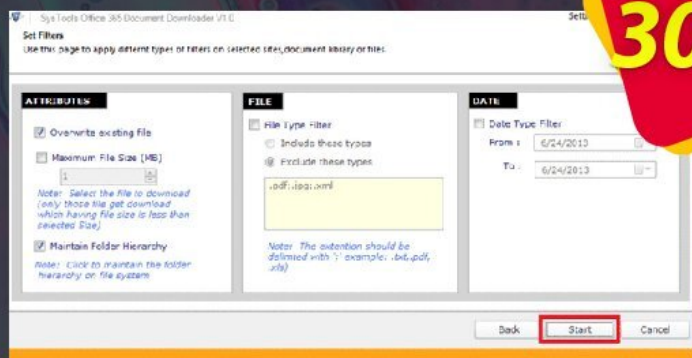 SysTools Office 365 Document Downloader V1.0
30
Set Filters
Use this page to apply differnt types of filters on selected sites,document library or files.
ATTRIBUTES
Overwrite existing file
Maximum File Size (MB)
1
Note: Select the file to download
(only those file get download
which having file size is less than
selected Size)
Maintain Folder Hierarchy
Note: Click to maintain the folder
hierarchy on file system
FILE
File Type Filter
Include these types
Exclude these types
.pdf;.jpg;.xml
Note: The extention should be
delimited with ';' example: .txt,.pdf,
.xls)
DATE
Date Type Filter
From : 6/24/2013
To : 6/24/2013
Back Start Cancel